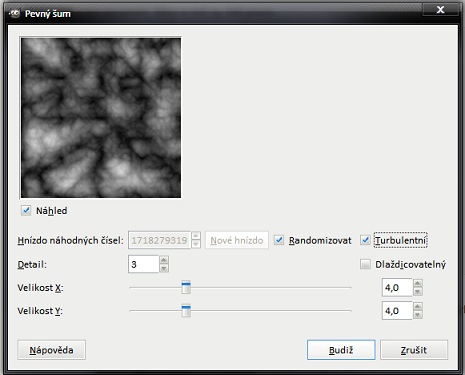 Pevný šum
Náhled
Hnízdo náhodných čísel: 1718279319 Nové hnízdo Randomizovat Turbulentní
Detail: 3 Dlaždicovatelný
Velikost X: 4,0
Velikost Y: 4,0
Nápověda Budiž Zrušit